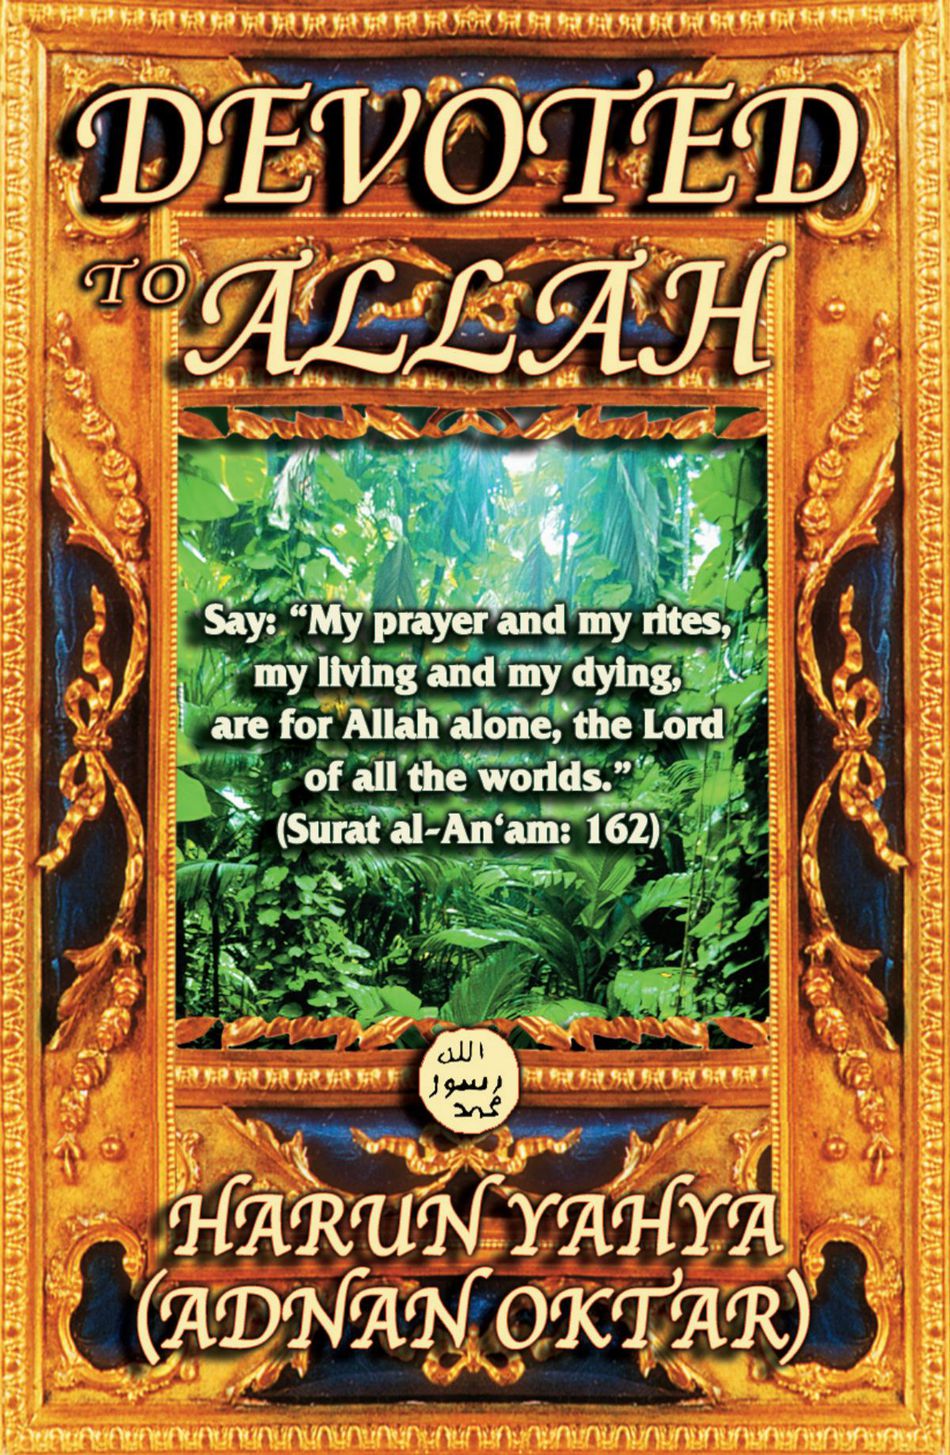 DEVOTED
TO ALLAH
Say: “My prayer and my rites,
my living and my dying,
are for Allah alone, the Lord
of all the worlds.”
(Surat al-An‘am: 162)
الله
رسول
محمد
HARUN YAHYA
(ADNAN OKTAR)